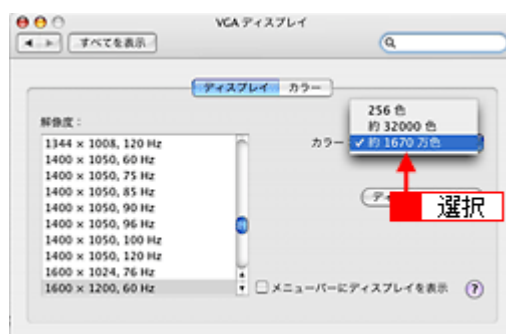 VGA ディスプレイ
すべてを表示
ディスプレイ カラー
解像度：
1344 × 1008, 120 Hz
1400 × 1050, 60 Hz
1400 × 1050, 75 Hz
1400 × 1050, 85 Hz
1400 × 1050, 90 Hz
1400 × 1050, 96 Hz
1400 × 1050, 100 Hz
1400 × 1050, 120 Hz
1600 × 1024, 76 Hz
1600 × 1200, 60 Hz
256 色
約 32000 色
カラー ✓約 1670 万色
選択
メニューバーにディスプレイを表示 ?